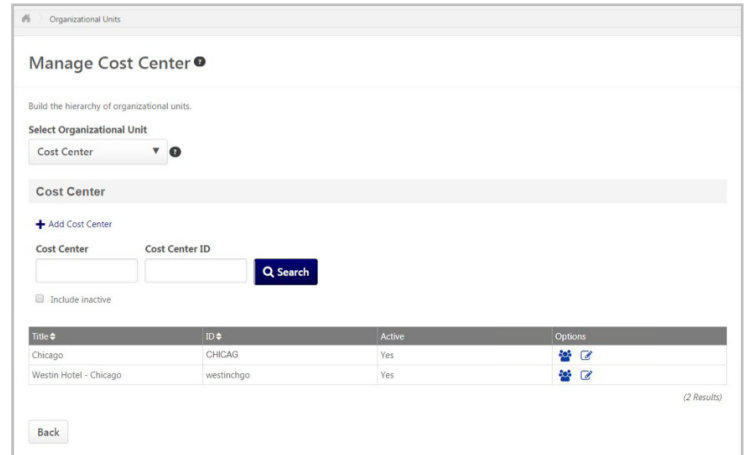 Organizational Units
Manage Cost Center ?
Build the hierarchy of organizational units.
Select Organizational Unit
Cost Center ▼ ?
Cost Center
+ Add Cost Center
Cost Center Cost Center ID
Search
Include inactive
Title ID Active Options
Chicago CHICAG Yes
Westin Hotel - Chicago westinchgo Yes
(2 Results)
Back